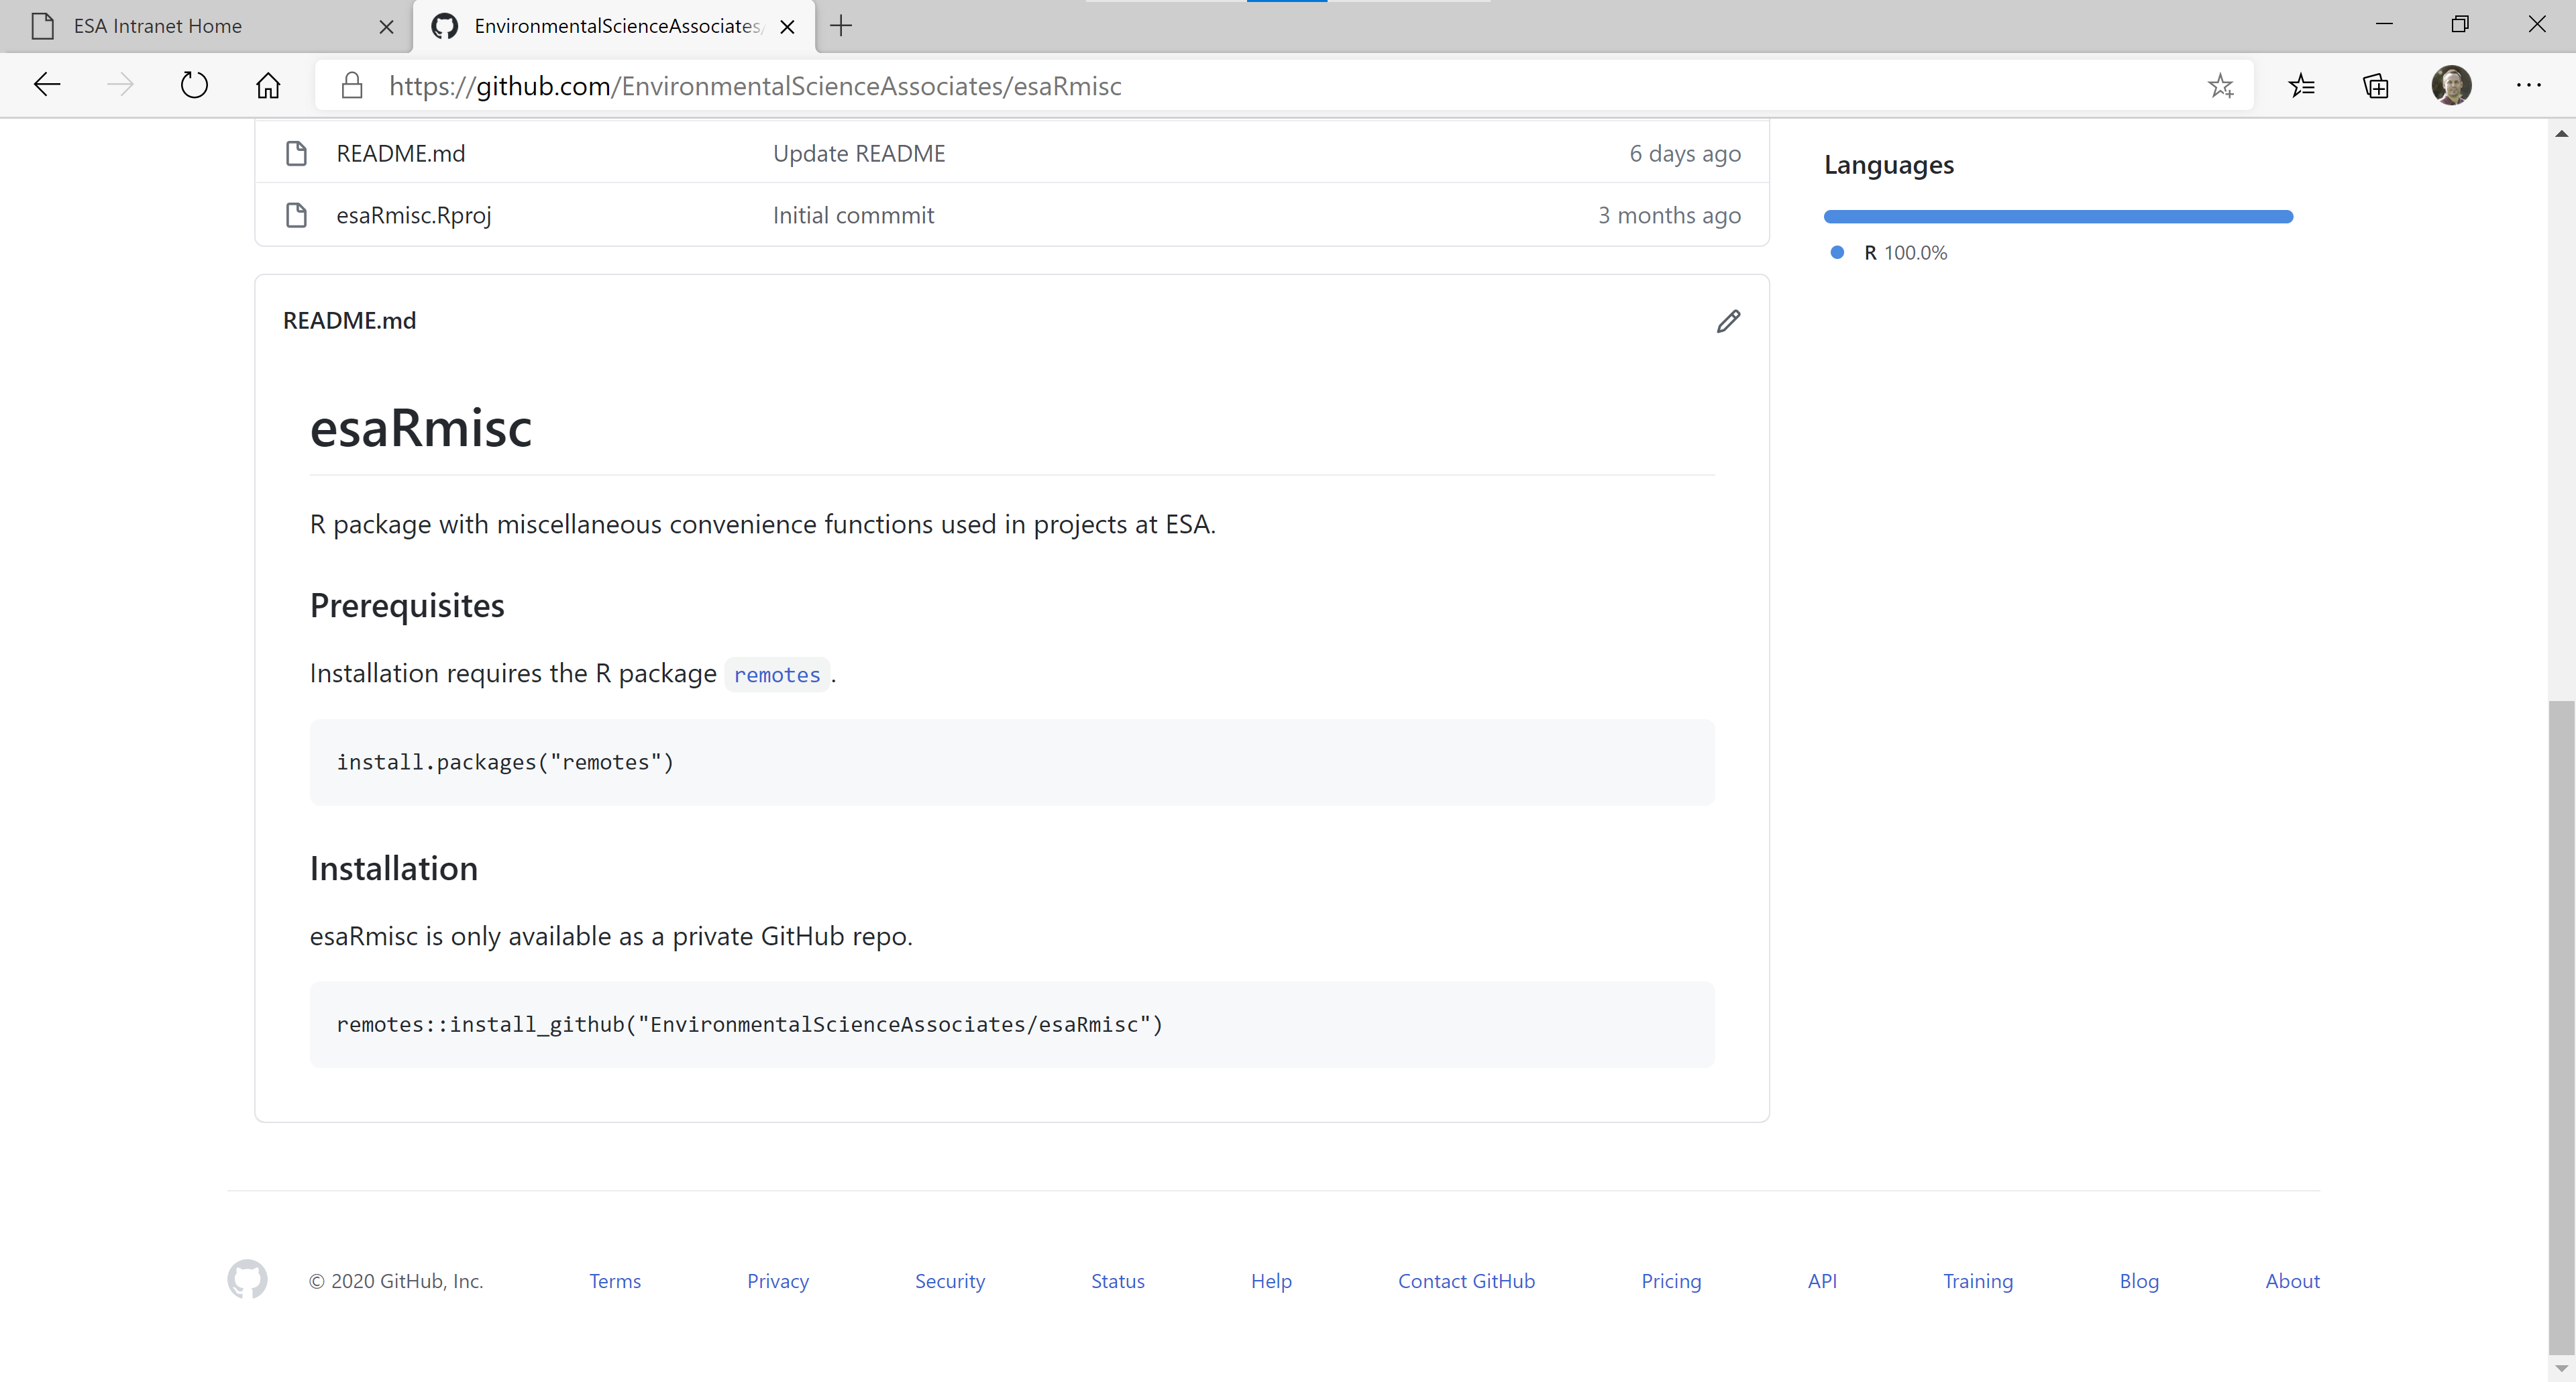 ESA Intranet Home
EnvironmentalScienceAssociates/
https://github.com/EnvironmentalScienceAssociates/esaRmisc
README.md Update README 6 days ago
esaRmisc.Rproj Initial commmit 3 months ago
Languages
R 100.0%
README.md
esaRmisc
R package with miscellaneous convenience functions used in projects at ESA.
Prerequisites
Installation requires the R package remotes.
install.packages("remotes")
Installation
esaRmisc is only available as a private GitHub repo.
remotes::install_github("EnvironmentalScienceAssociates/esaRmisc")
© 2020 GitHub, Inc. Terms Privacy Security Status Help Contact GitHub Pricing API Training Blog About